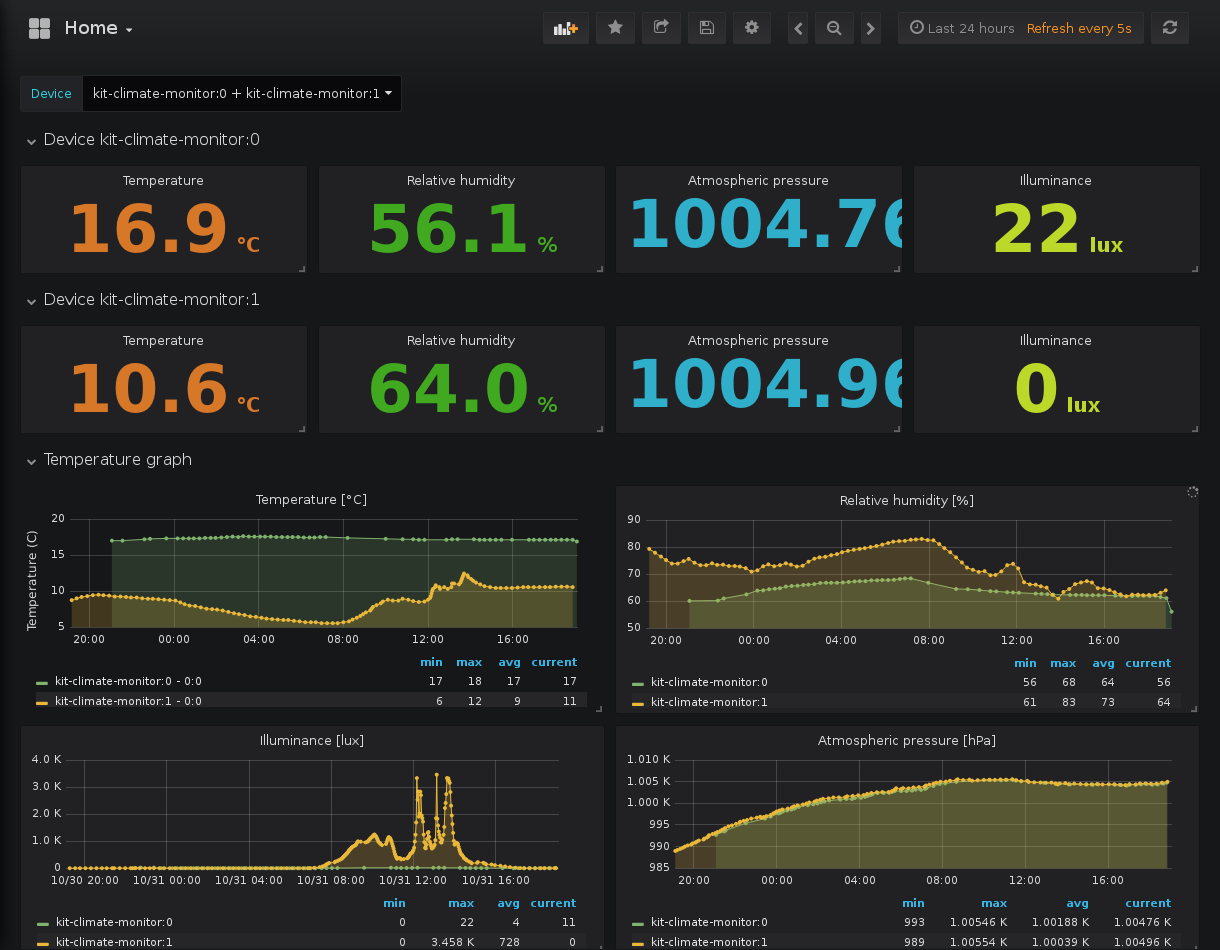 Home
Last 24 hours Refresh every 5s
Device kit-climate-monitor:0 + kit-climate-monitor:1
Device kit-climate-monitor:0
Temperature Relative humidity Atmospheric pressure Illuminance
16.9 °C 56.1 % 1004.76 22 lux
Device kit-climate-monitor:1
Temperature Relative humidity Atmospheric pressure Illuminance
10.6 °C 64.0 % 1004.96 0 lux
Temperature graph
Temperature [°C]
Temperature (C)
20
15
10
5
20:00 00:00 04:00 08:00 12:00 16:00
min max avg current
kit-climate-monitor:0 - 0:0 17 18 17 17
kit-climate-monitor:1 - 0:0 6 12 9 11
Relative humidity [%]
90
80
70
60
50
20:00 00:00 04:00 08:00 12:00 16:00
min max avg current
kit-climate-monitor:0 56 68 64 56
kit-climate-monitor:1 61 83 73 64
Illuminance [lux]
4.0 K
3.0 K
2.0 K
1.0 K
0
10/30 20:00 10/31 00:00 10/31 04:00 10/31 08:00 10/31 12:00 10/31 16:00
min max avg current
kit-climate-monitor:0 0 22 4 11
kit-climate-monitor:1 0 3.458 K 728 0
Atmospheric pressure [hPa]
1.010 K
1.005 K
1.000 K
995
990
985
20:00 00:00 04:00 08:00 12:00 16:00
min max avg current
kit-climate-monitor:0 993 1.00546 K 1.00188 K 1.00476 K
kit-climate-monitor:1 989 1.00554 K 1.00039 K 1.00496 K